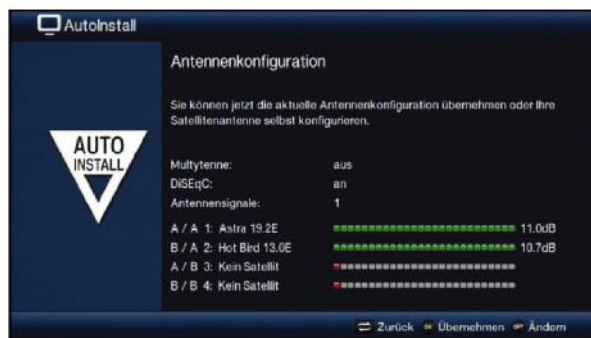 AutoInstall
Antennenkonfiguration
Sie können jetzt die aktuelle Antennenkonfiguration übernehmen oder Ihre
Satellitenantenne selbst konfigurieren.
AUTO
INSTALL
Multytenne: aus
DiSEqC: an
Antennensignale: 1
A / A 1: Astra 19.2E 11.0dB
B / A 2: Hot Bird 13.0E 10.7dB
A / B 3: Kein Satellit
B / B 4: Kein Satellit
Zurück OK Übernehmen OPT Ändern